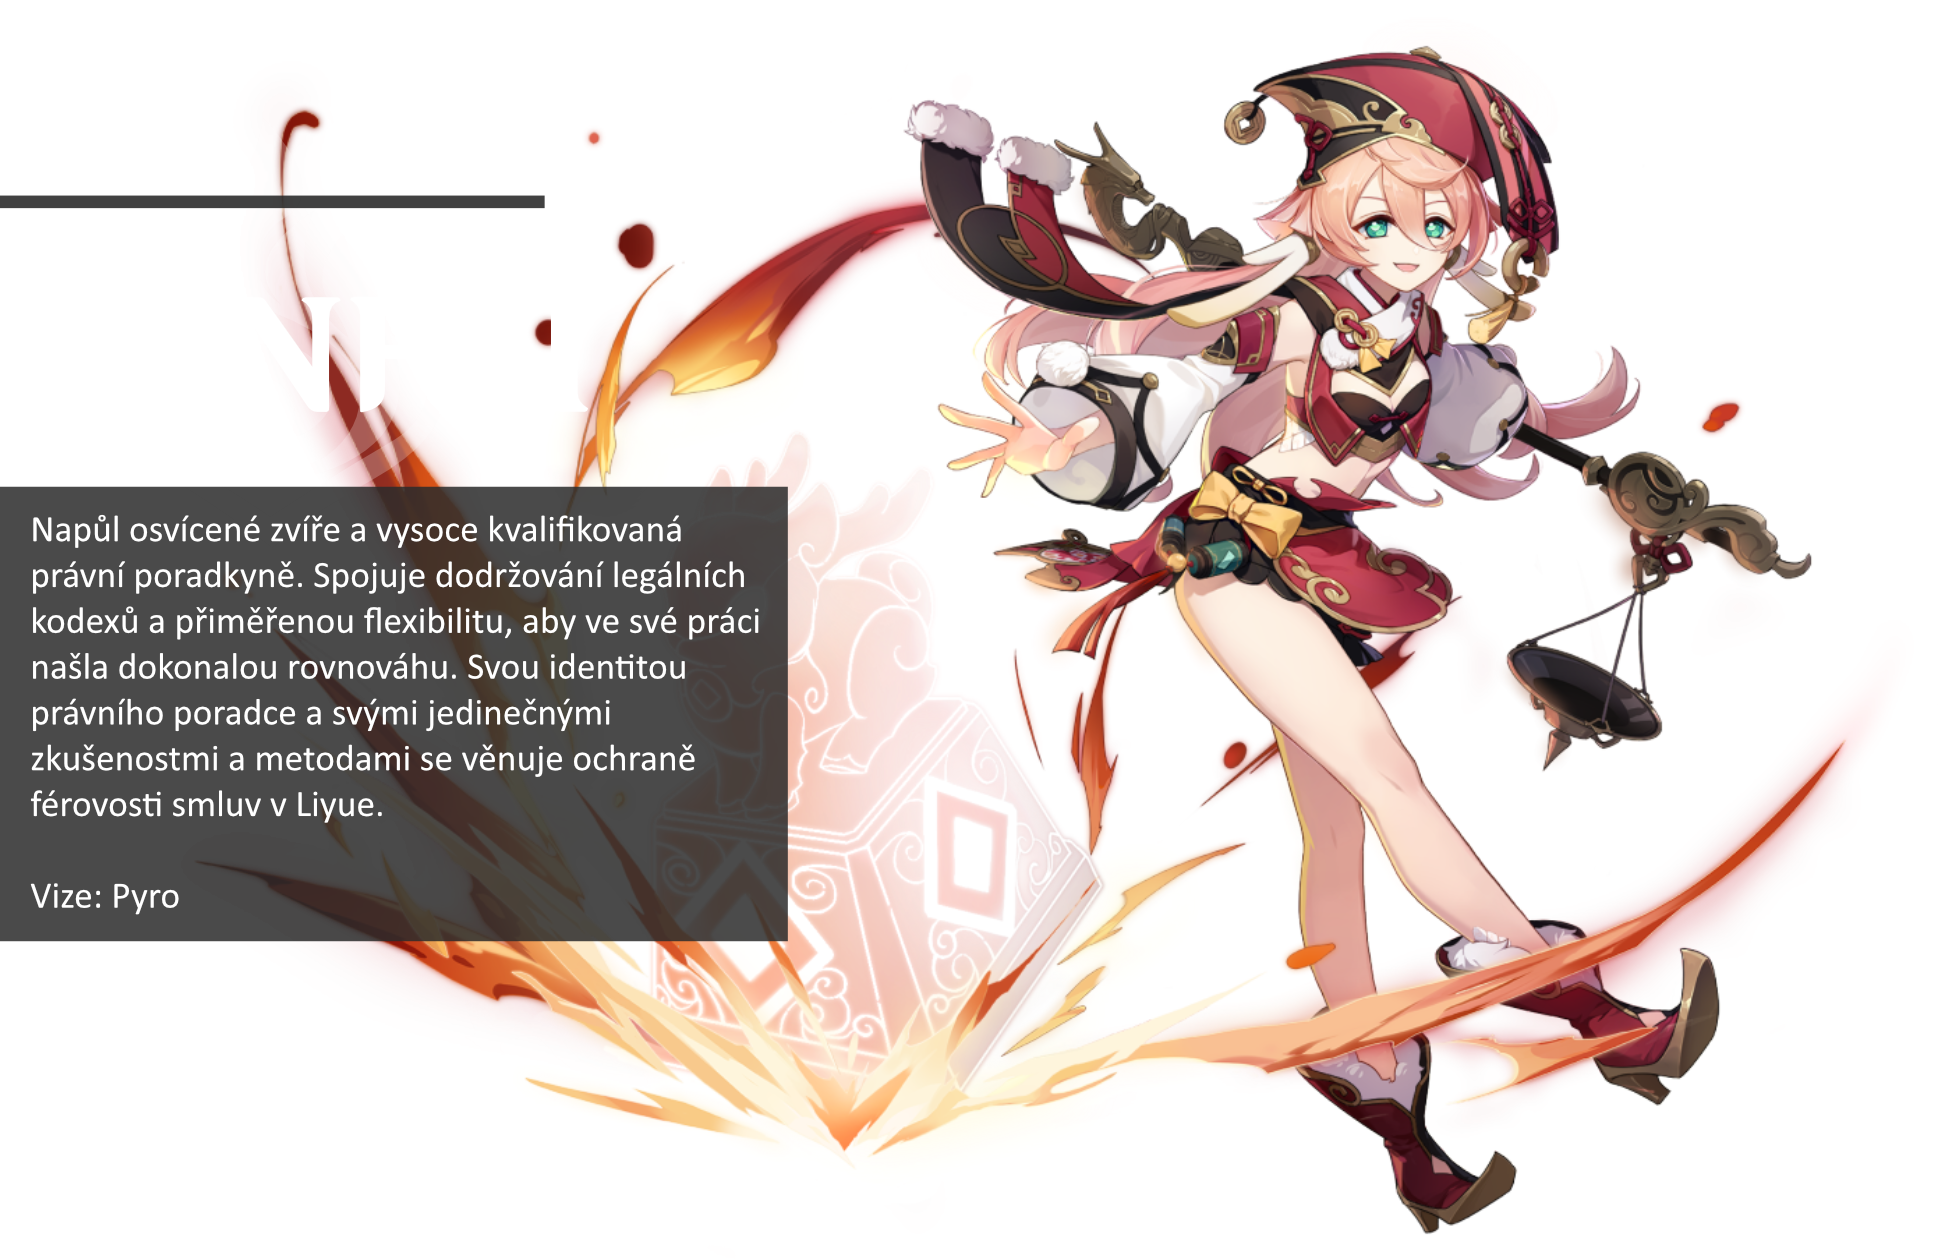 Napůl osvícené zvíře a vysoce kvalifikovaná
právní poradkyně. Spojuje dodržování legálních
kodexů a přiměřenou flexibilitu, aby ve své práci
našla dokonalou rovnováhu. Svou identitou
právního poradce a svými jedinečnými
zkušenostmi a metodami se věnuje ochraně
férovosti smluv v Liyue.
Vize: Pyro